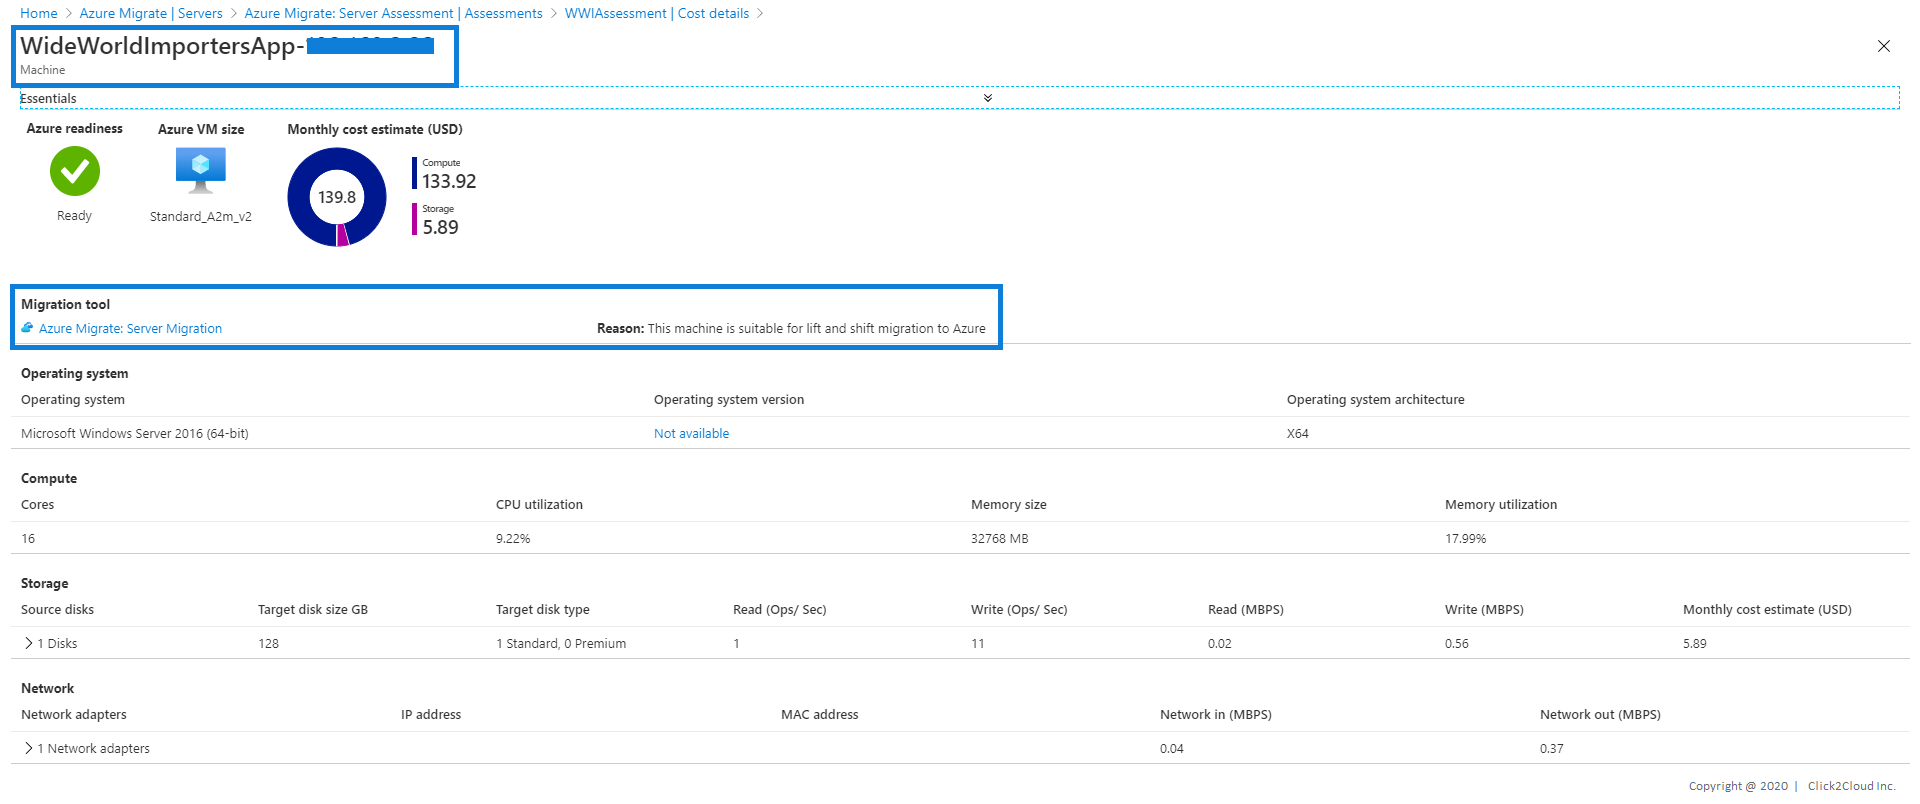 Home > Azure Migrate | Servers > Azure Migrate: Server Assessment | Assessments > WWIAssessment | Cost details >
WideWorldImportersApp-
Machine
Essentials
Azure readiness Azure VM size Monthly cost estimate (USD)
Compute
133.92
139.8
Storage
5.89
Ready Standard_A2m_v2
Migration tool
Azure Migrate: Server Migration Reason: This machine is suitable for lift and shift migration to Azure
Operating system
Operating system Operating system version Operating system architecture
Microsoft Windows Server 2016 (64-bit) Not available X64
Compute
Cores CPU utilization Memory size Memory utilization
16 9.22% 32768 MB 17.99%
Storage
Source disks Target disk size GB Target disk type Read (Ops/ Sec) Write (Ops/ Sec) Read (MBPS) Write (MBPS) Monthly cost estimate (USD)
1 Disks 128 1 Standard, 0 Premium 1 11 0.02 0.56 5.89
Network
Network adapters IP address MAC address Network in (MBPS) Network out (MBPS)
1 Network adapters 0.04 0.37
Copyright @ 2020 | Click2Cloud Inc.